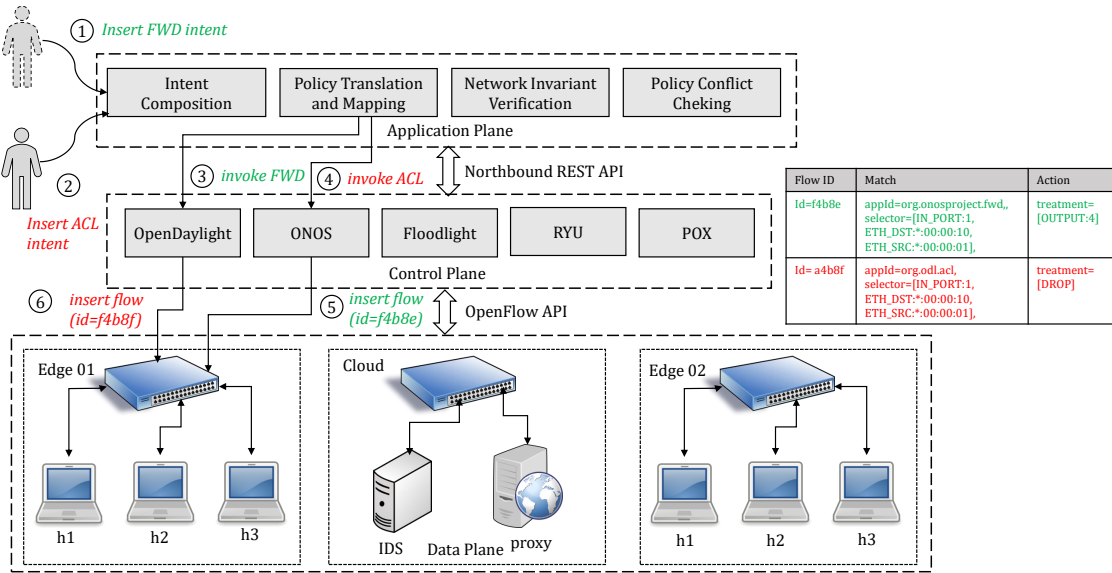 1 Insert FWD intent
Intent
Composition
Policy Translation
and Mapping
Network Invariant
Verification
Policy Conflict
Cheking
Application Plane
2
Insert ACL
intent
3 invoke FWD
4 invoke ACL
Northbound REST API
OpenDaylight
ONOS
Floodlight
RYU
POX
Control Plane
6 insert flow
(id=f4b8f)
5 insert flow
(id=f4b8e)
OpenFlow API
Flow ID Match Action
Id=f4b8e appId=org.onosproject.fwd,, treatment=
selector=[IN_PORT:1, [OUTPUT:4]
ETH_DST:*:00:00:10,
ETH_SRC:*:00:00:01],
Id= a4b8f appId=org.odl.acl, treatment=
selector=[IN_PORT:1, [DROP]
ETH_DST:*:00:00:10,
ETH_SRC:*:00:00:01],
Edge 01
h1
h2
h3
Cloud
IDS
proxy
Data Plane
Edge 02
h1
h2
h3